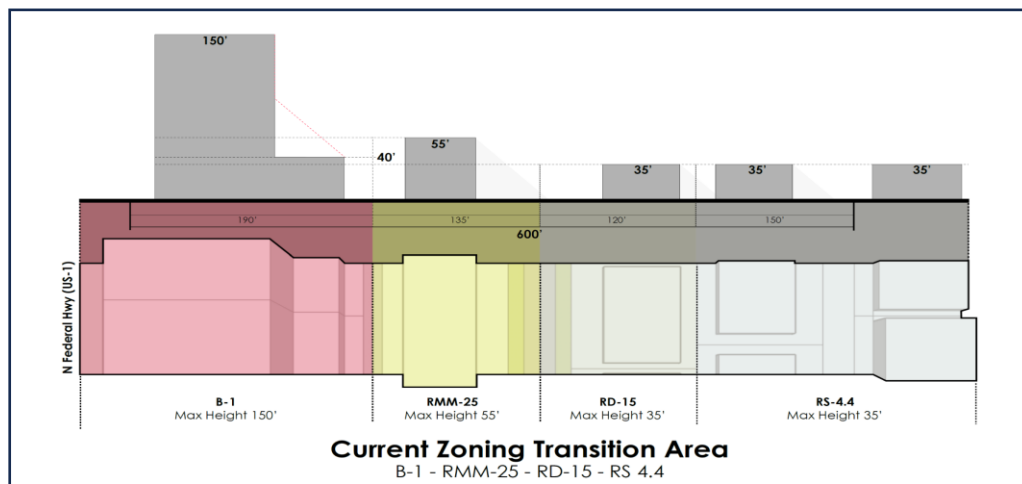 150'
55'
40'
35'
35'
35'
190'
135'
120'
150'
600'
N Federal Hwy (US-1)
B-1
Max Height 150'
RMM-25
Max Height 55'
RD-15
Max Height 35'
RS-4.4
Max Height 35'
Current Zoning Transition Area
B-1 - RMM-25 - RD-15 - RS 4.4